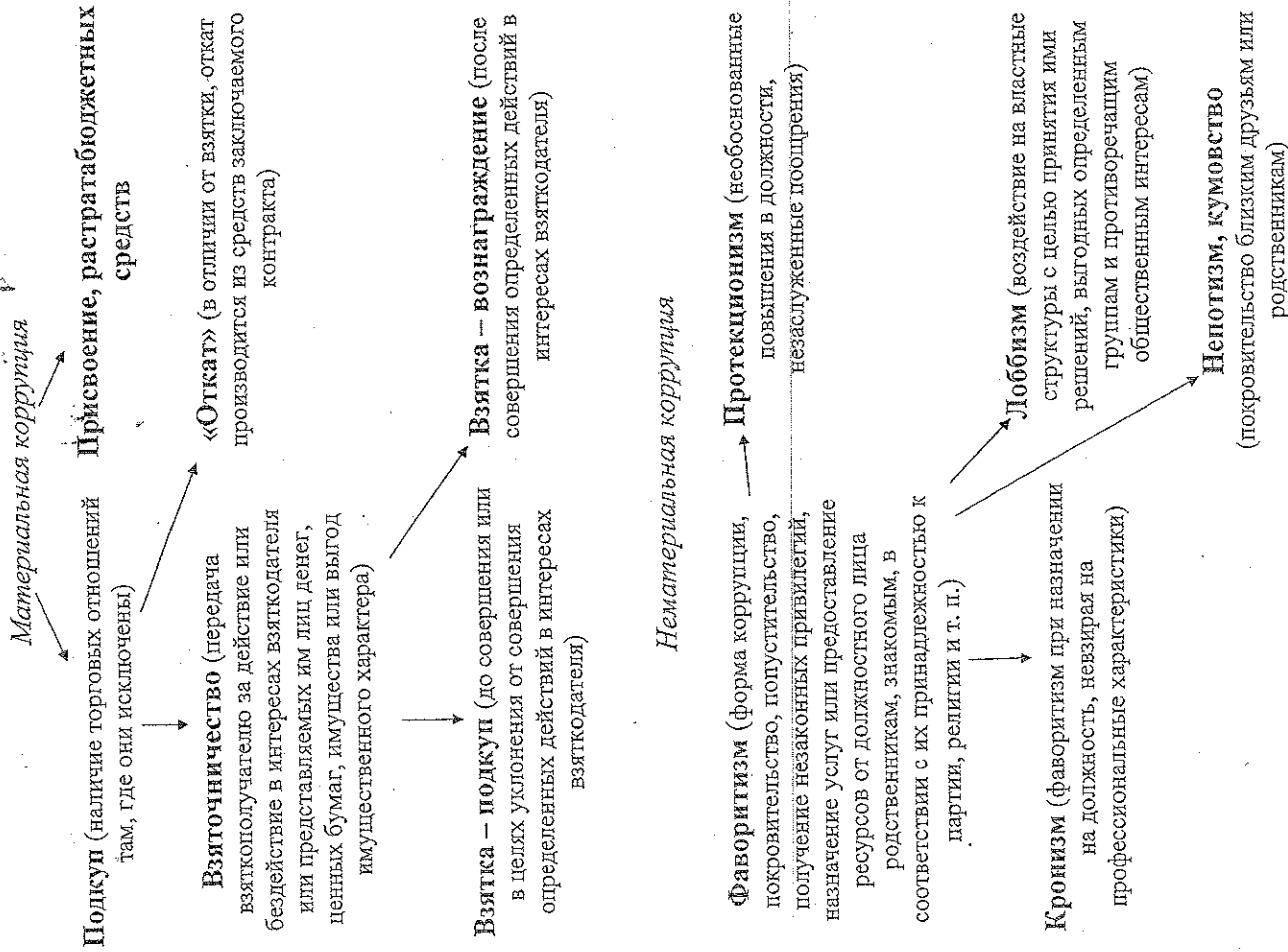 Материальная коррупция
Подкуп (наличие торговых отношений
там, где они исключены)
Присвоение, растратабюджетных
средств
Взяточничество (передача
взяткополучателю за действие или
бездействие в интересах взяткодателя
или представляемых им лиц денег,
ценных бумаг, имущества или выгод
имущественного характера)
«Откат» (в отличии от взятки, откат
производится из средств заключаемого
контракта)
Взятка – подкуп (до совершения или
в целях уклонения от совершения
определенных действий в интересах
взяткодателя)
Взятка – вознаграждение (после
совершения определенных действий в
интересах взяткодателя)
Нематериальная коррупция
Фаворитизм (форма коррупции,
покровительство, попустительство,
получение незаконных привилегий,
назначение услуг или предоставление
ресурсов от должностного лица
родственникам, знакомым, в
соответствии с их принадлежностью к
партии, религии и т. п.)
Протекционизм (необоснованные
повышения в должности,
незаслуженные поощрения)
Кронизм (фаворитизм при назначении
на должность, невзирая на
профессиональные характеристики)
Лоббизм (воздействие на властные
структуры с целью принятия ими
решений, выгодных определенным
группам и противоречащим
общественным интересам)
Непотизм, кумовство
(покровительство близким друзьям или
родственникам)